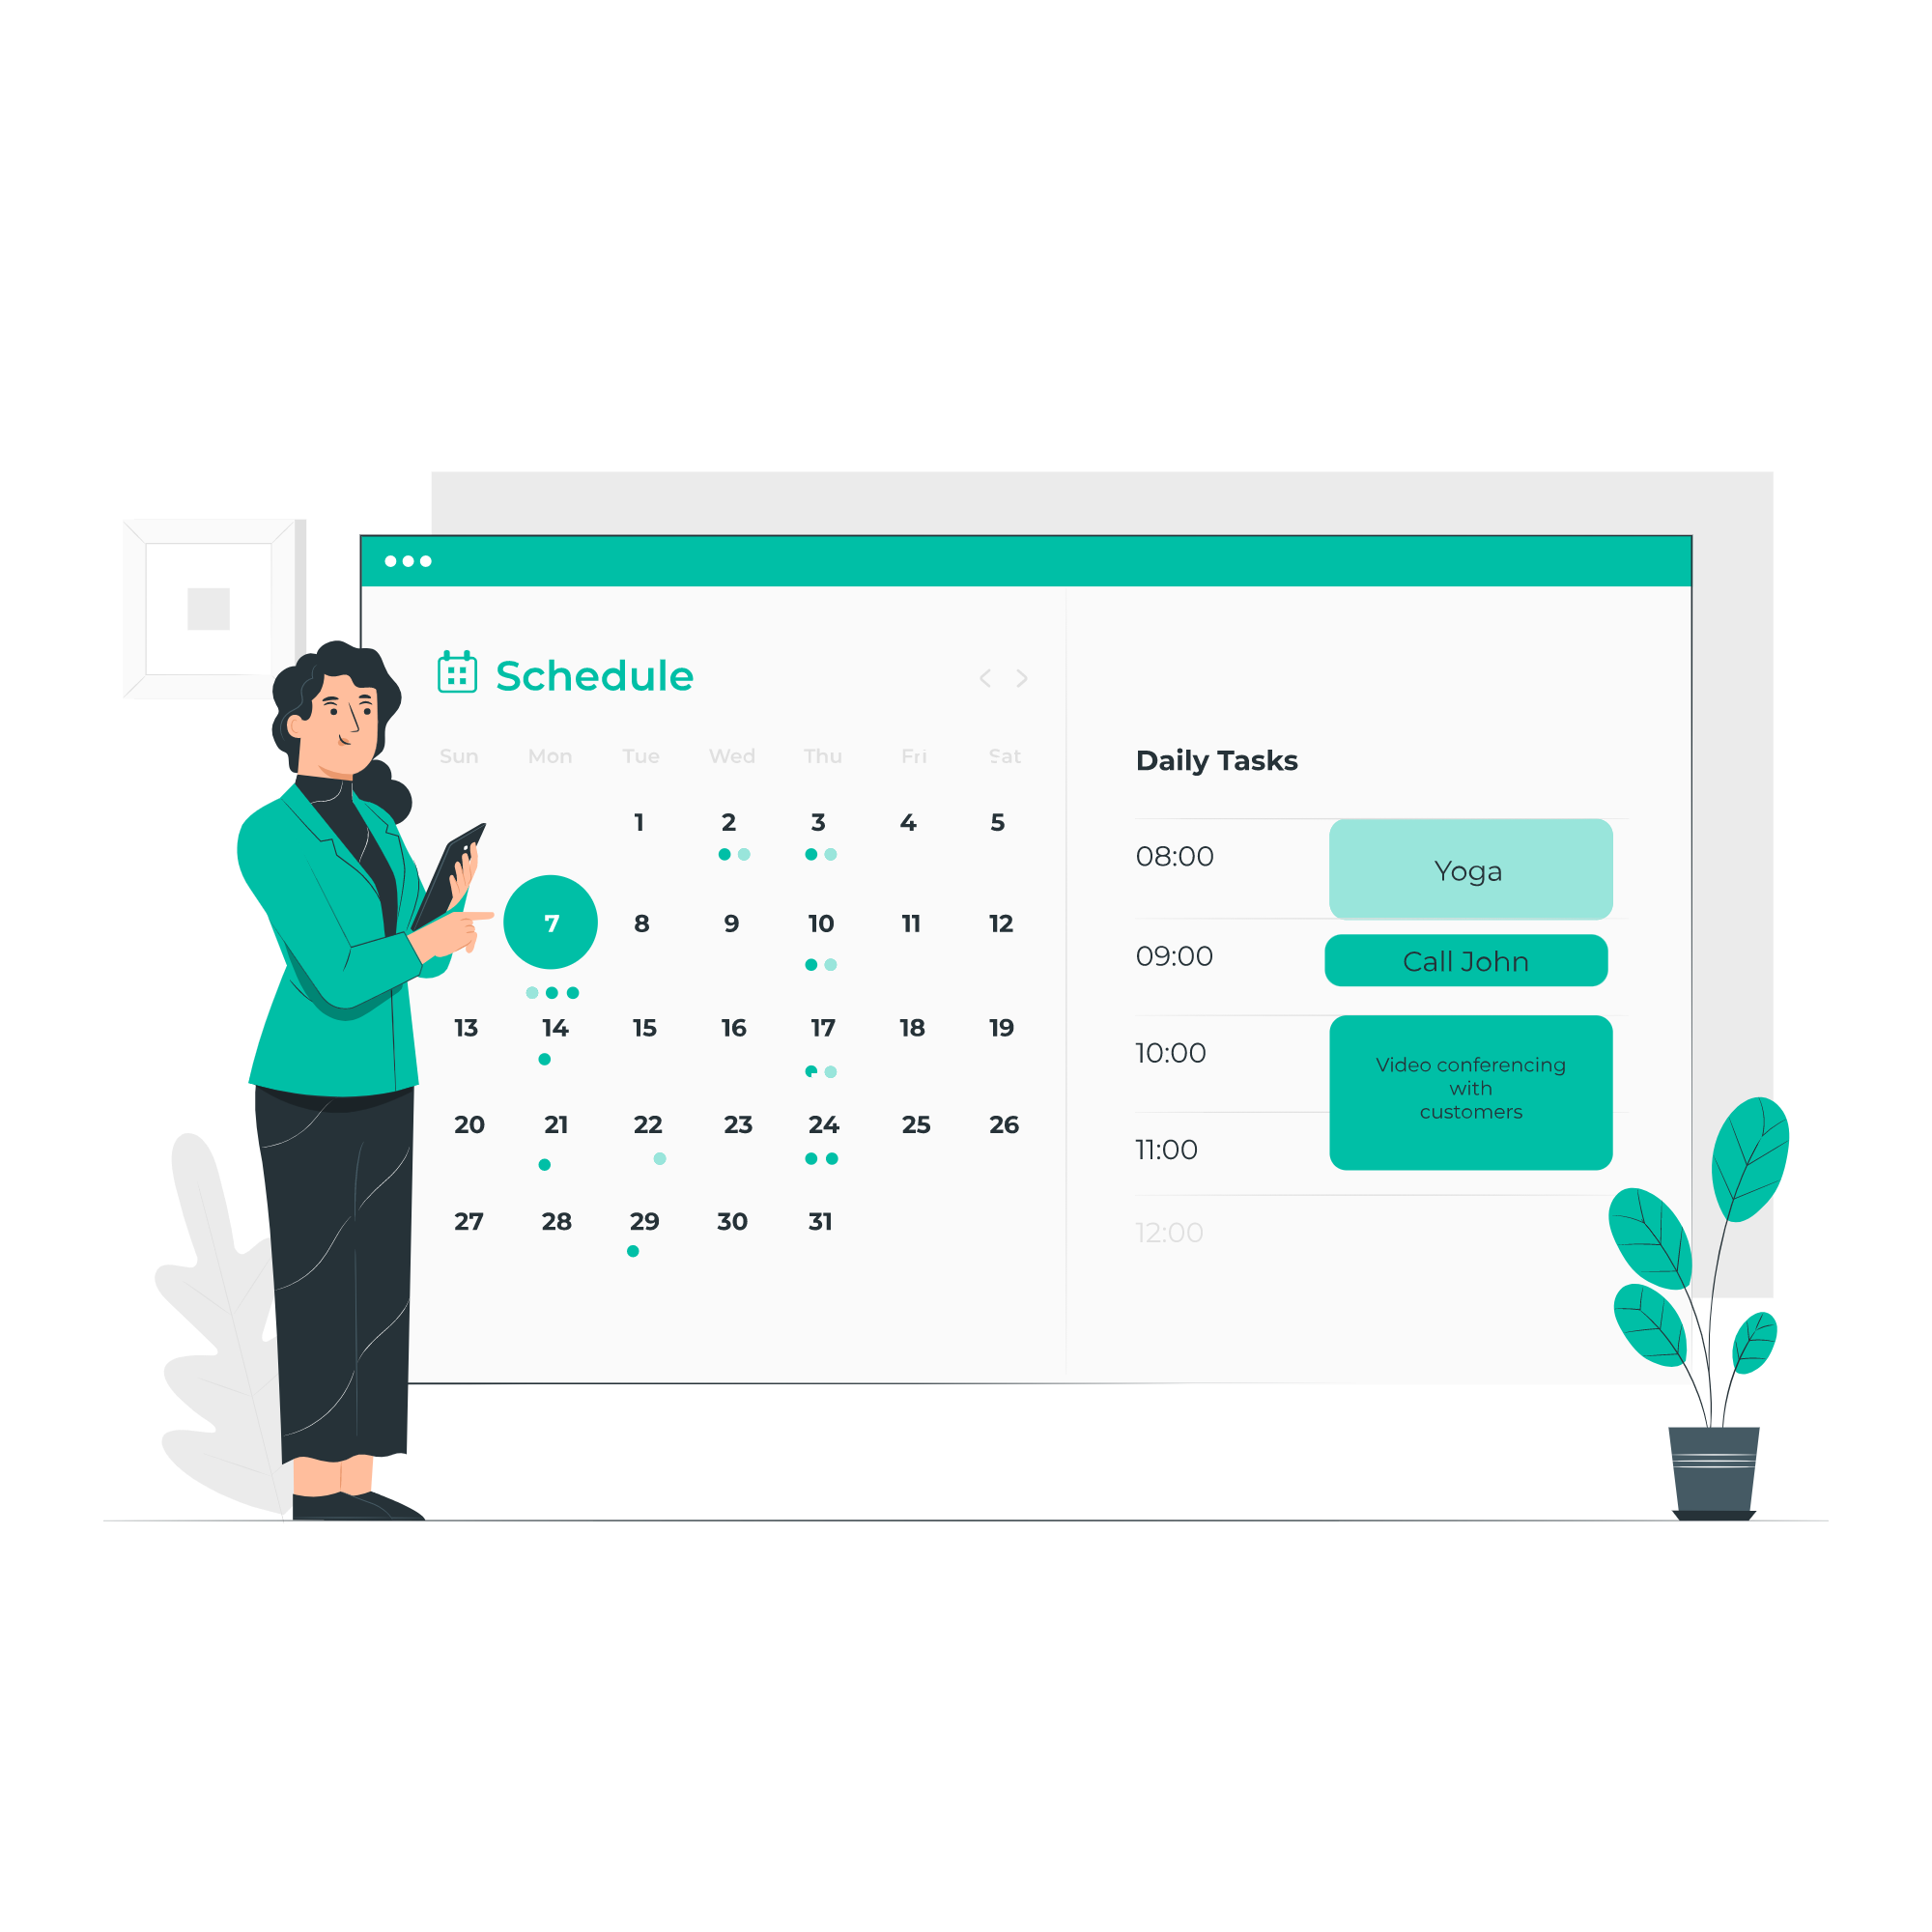 Schedule
Sun Mon Tue Wed Thu Fri Sat
1 2 3 4 5
7 8 9 10 11 12
13 14 15 16 17 18 19
20 21 22 23 24 25 26
27 28 29 30 31
Daily Tasks
08:00
Yoga
09:00
Call John
10:00
Video conferencing
with
customers
11:00
12:00